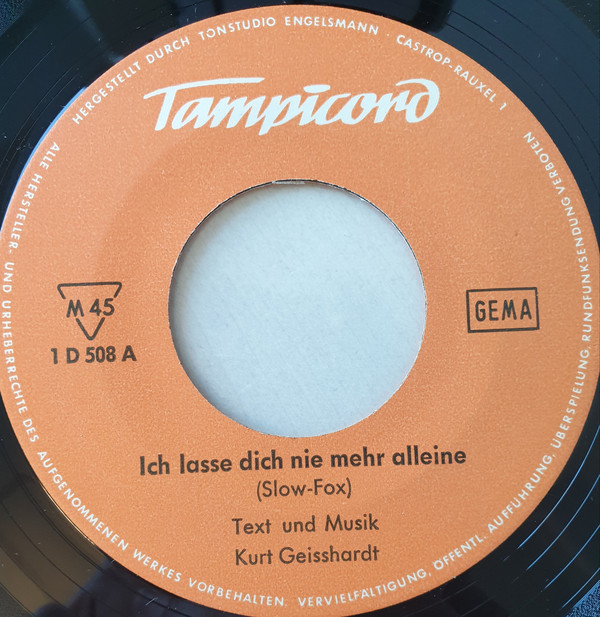 HERGESTELLT DURCH TONSTUDIO ENGELSMANN · CASTROP-RAUXEL 1
Tampicord
M 45
1 D 508 A
GEMA
Ich lasse dich nie mehr alleine
(Slow-Fox)
Text und Musik
Kurt Geisshardt
ALLE HERSTELLER- UND URHEBERRECHTE DES AUFGENOMMENEN WERKES VORBEHALTEN. VERVIELFÄLTIGUNG, ÖFFENTL. AUFFÜHRUNG, ÜBERSPIELUNG, RUNDFUNKSENDUNG VERBOTEN